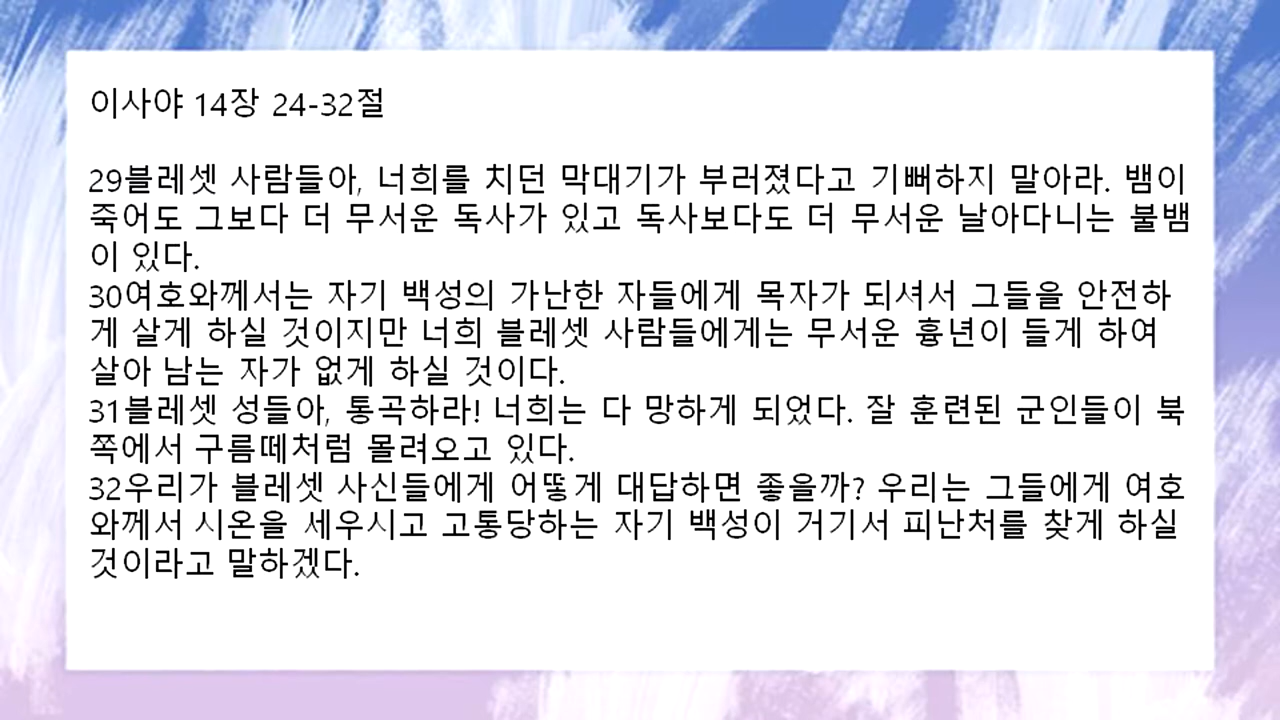 이사야 14장 24-32절
29블레셋 사람들아, 너희를 치던 막대기가 부러졌다고 기뻐하지 말아라. 뱀이
죽어도 그보다 더 무서운 독사가 있고 독사보다도 더 무서운 날아다니는 불뱀
이 있다.
30여호와께서는 자기 백성의 가난한 자들에게 목자가 되셔서 그들을 안전하
게 살게 하실 것이지만 너희 블레셋 사람들에게는 무서운 흉년이 들게 하여
살아 남는 자가 없게 하실 것이다.
31블레셋 성들아, 통곡하라! 너희는 다 망하게 되었다. 잘 훈련된 군인들이 북
쪽에서 구름떼처럼 몰려오고 있다.
32우리가 블레셋 사신들에게 어떻게 대답하면 좋을까? 우리는 그들에게 여호
와께서 시온을 세우시고 고통당하는 자기 백성이 거기서 피난처를 찾게 하실
것이라고 말하겠다.